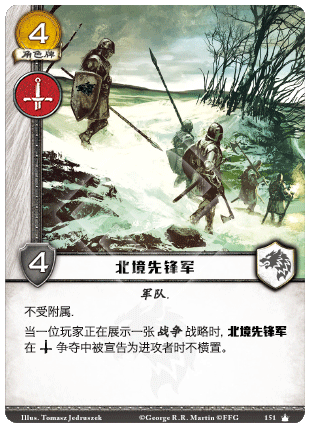 4
角色牌
4
北境先锋军
军队.
不受附属.
当一位玩家正在展示一张 战争 战略时, 北境先锋军
在 争夺中被宣告为进攻者时不横置。
Illus. Tomasz Jedruszek ©George R.R. Martin ©FFG 151